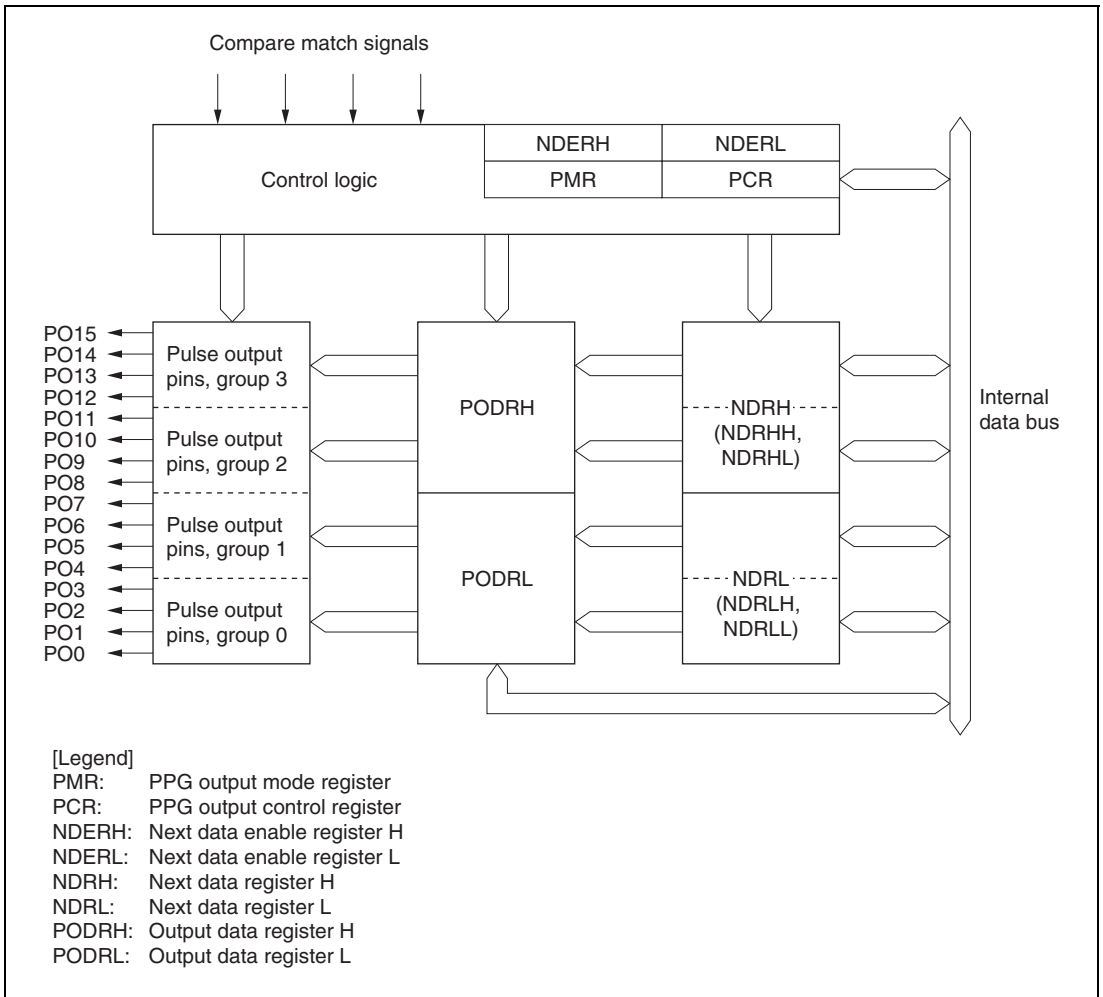 Compare match signals
NDERH
NDERL
Control logic
PMR
PCR
PO15
PO14
PO13
PO12
PO11
PO10
PO9
PO8
PO7
PO6
PO5
PO4
PO3
PO2
PO1
PO0
Pulse output
pins, group 3
Pulse output
pins, group 2
Pulse output
pins, group 1
Pulse output
pins, group 0
PODRH
PODRL
NDRH
(NDRHH,
NDRHL)
NDRL
(NDRLH,
NDRLL)
Internal
data bus
[Legend]
PMR: PPG output mode register
PCR: PPG output control register
NDERH: Next data enable register H
NDERL: Next data enable register L
NDRH: Next data register H
NDRL: Next data register L
PODRH: Output data register H
PODRL: Output data register L